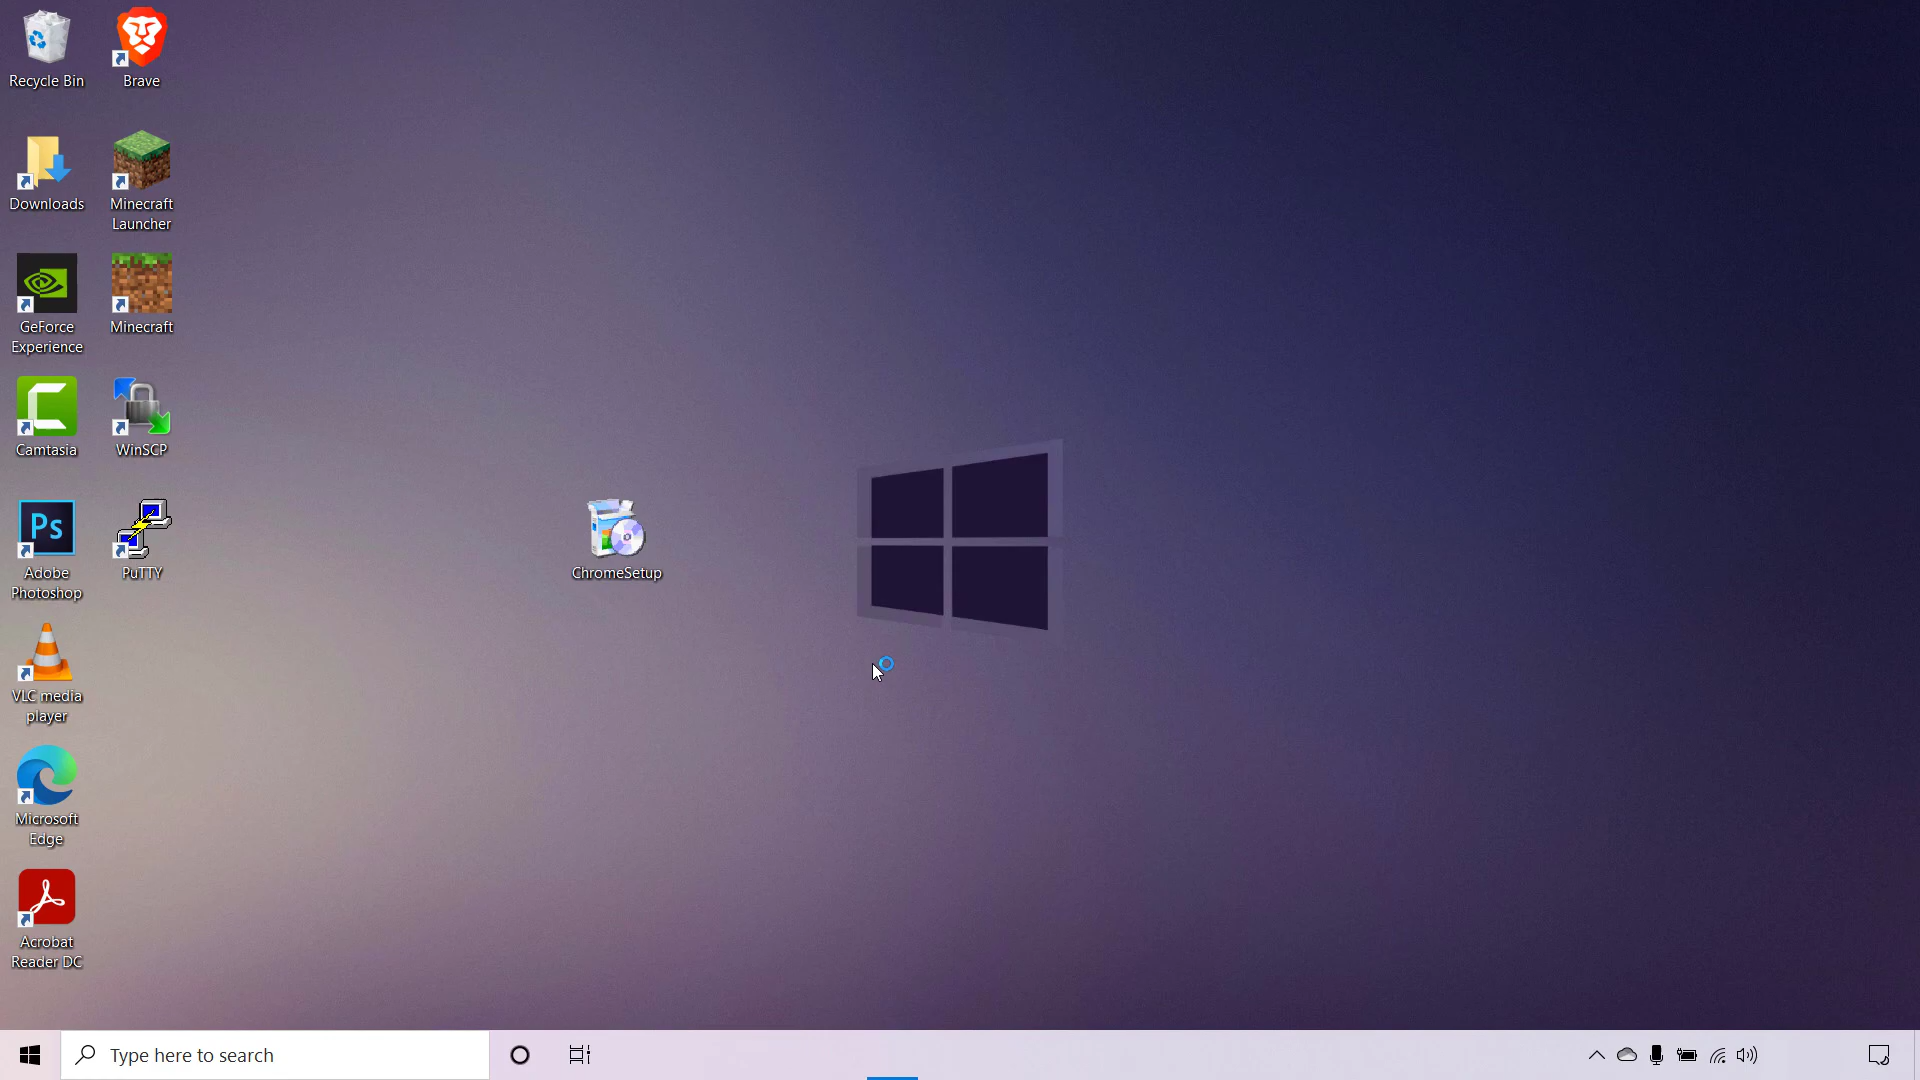 Recycle Bin
Brave
Downloads
Minecraft
Launcher
GeForce
Experience
Minecraft
Camtasia
WinSCP
Ps
Adobe
Photoshop
PuTTY
ChromeSetup
VLC media
player
Microsoft
Edge
Acrobat
Reader DC
Type here to search